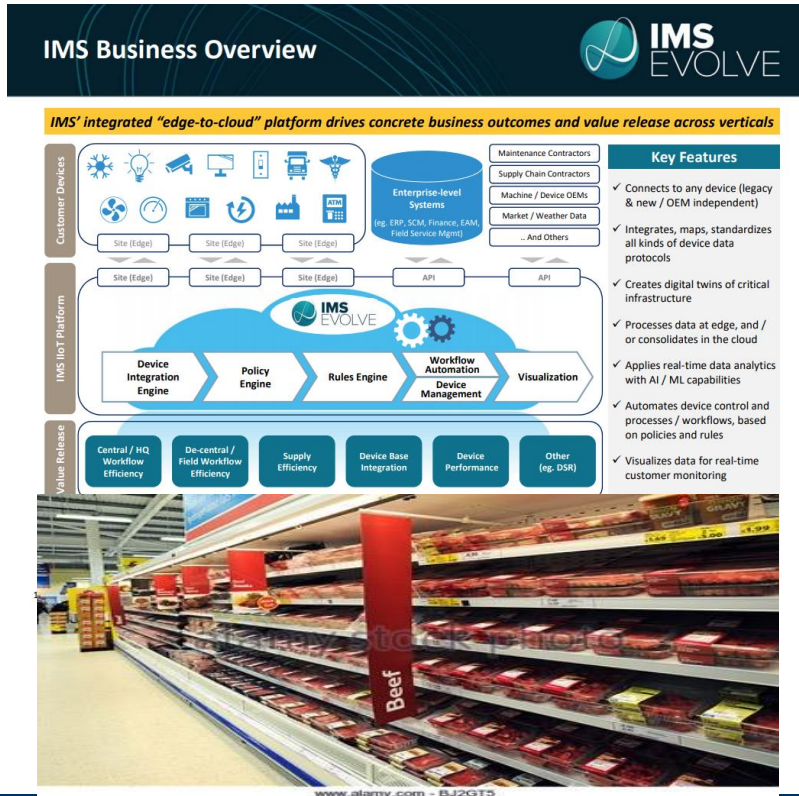 IMS Business Overview
IMS
EVOLVE
IMS’ integrated “edge-to-cloud” platform drives concrete business outcomes and value release across verticals
Customer Devices
ATM
Site (Edge)
Site (Edge)
Site (Edge)
Enterprise-level
Systems
(eg. ERP, SCM, Finance, EAM,
Field Service Mgmt)
Maintenance Contractors
Supply Chain Contractors
Machine / Device OEMs
Market / Weather Data
.. And Others
IMS IIoT Platform
Site (Edge)
Site (Edge)
Site (Edge)
API
API
IMS
EVOLVE
Device
Integration
Engine
Policy
Engine
Rules Engine
Workflow
Automation
Device
Management
Visualization
Value Release
Central / HQ
Workflow
Efficiency
De-central /
Field Workflow
Efficiency
Supply
Efficiency
Device Base
Integration
Device
Performance
Other
(eg. DSR)
Key Features
✓ Connects to any device (legacy
& new / OEM independent)
✓ Integrates, maps, standardizes
all kinds of device data
protocols
✓ Creates digital twins of critical
infrastructure
✓ Processes data at edge, and /
or consolidates in the cloud
✓ Applies real-time data analytics
with AI / ML capabilities
✓ Automates device control and
processes / workflows, based
on policies and rules
✓ Visualizes data for real-time
customer monitoring
GRAVY
GRAVY
1.99
Beef
alamy stock photo
www.alamy.com - BJ2GT5